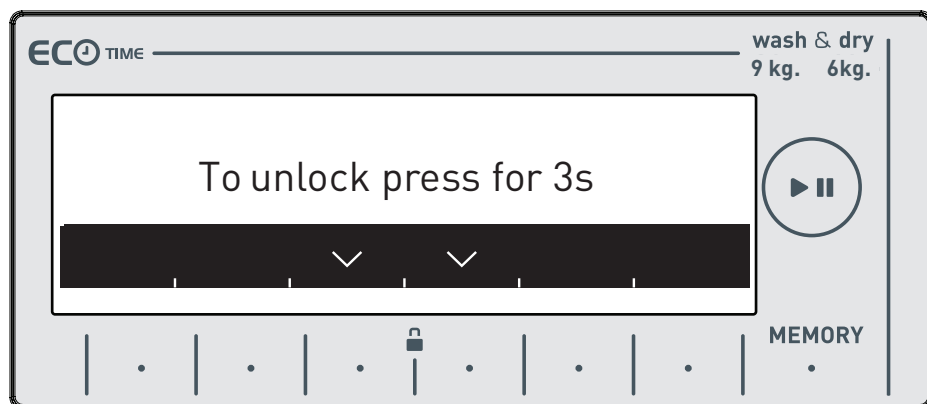 ECO TIME
wash & dry
9 kg. 6kg.
To unlock press for 3s
MEMORY